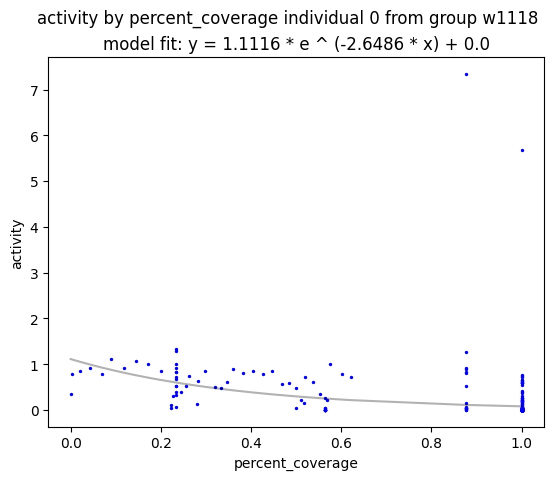 activity by percent_coverage individual 0 from group w1118
model fit: y = 1.1116 * e ^ (-2.6486 * x) + 0.0
7
6
5
4
3
2
1
0
activity
0.0 0.2 0.4 0.6 0.8 1.0
percent_coverage